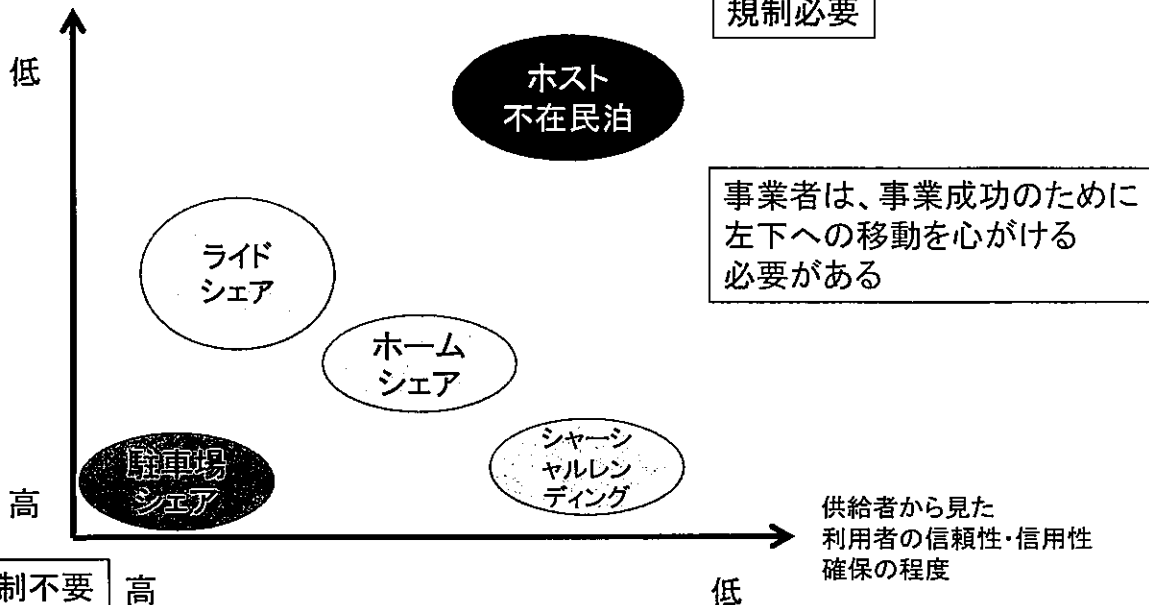 規制必要
低
ホスト
不在民泊
事業者は、事業成功のために
左下への移動を心がける
必要がある
ライド
シェア
ホーム
シェア
シャーシ
ャルレン
ディング
駐車場
シェア
高
供給者から見た
利用者の信頼性・信用性
確保の程度
制不要
高
低